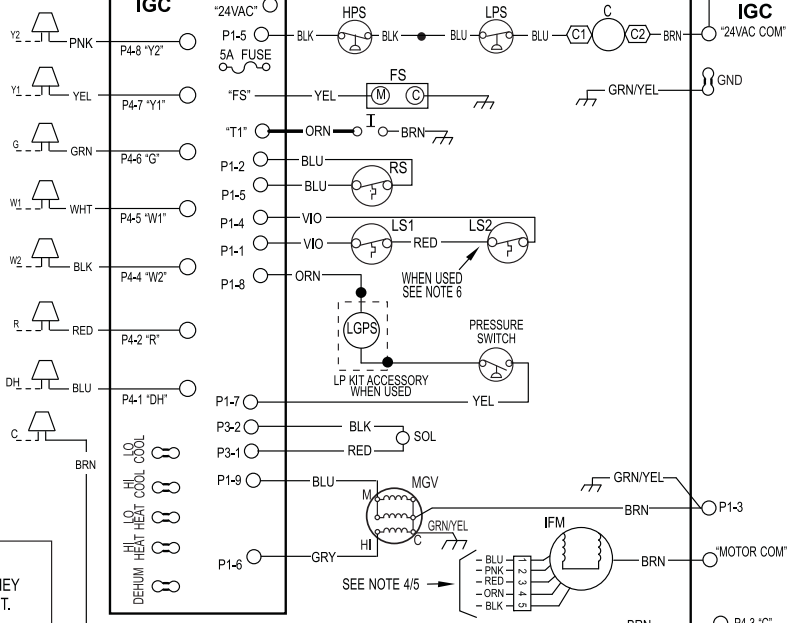 IGC
"24VAC"
HPS
LPS
C
IGC
Y2
PNK
P4-8 "Y2"
P1-5
BLK
BLK
BLU
BLU
C1
C2
BRN
"24VAC COM"
5A FUSE
FS
GND
Y1
YEL
P4-7 "Y1"
"FS"
YEL
M
C
GRN/YEL
"T1"
ORN
I
BRN
G
GRN
P4-6 "G"
P1-2
BLU
RS
P1-5
BLU
W1
WHT
P4-5 "W1"
P1-4
VIO
LS1
LS2
P1-1
VIO
RED
W2
BLK
P4-4 "W2"
P1-8
ORN
WHEN USED
SEE NOTE 6
R
RED
P4-2 "R"
LGPS
PRESSURE
SWITCH
DH
BLU
P4-1 "DH"
LP KIT ACCESSORY
WHEN USED
P1-7
YEL
C
BRN
P3-2
BLK
SOL
P3-1
RED
LO
COOL
HI
COOL
LO
HEAT
HI
HEAT
DEHUM
P1-9
BLU
M
MGV
GRN/YEL
BRN
P1-3
HI
C
GRN/YEL
IFM
P1-6
GRY
BRN
"MOTOR COM"
SEE NOTE 4/5
BLU 1
PNK 2
RED 3
ORN 4
BLK 5
EY
T.
BRN
P4-3 "C"